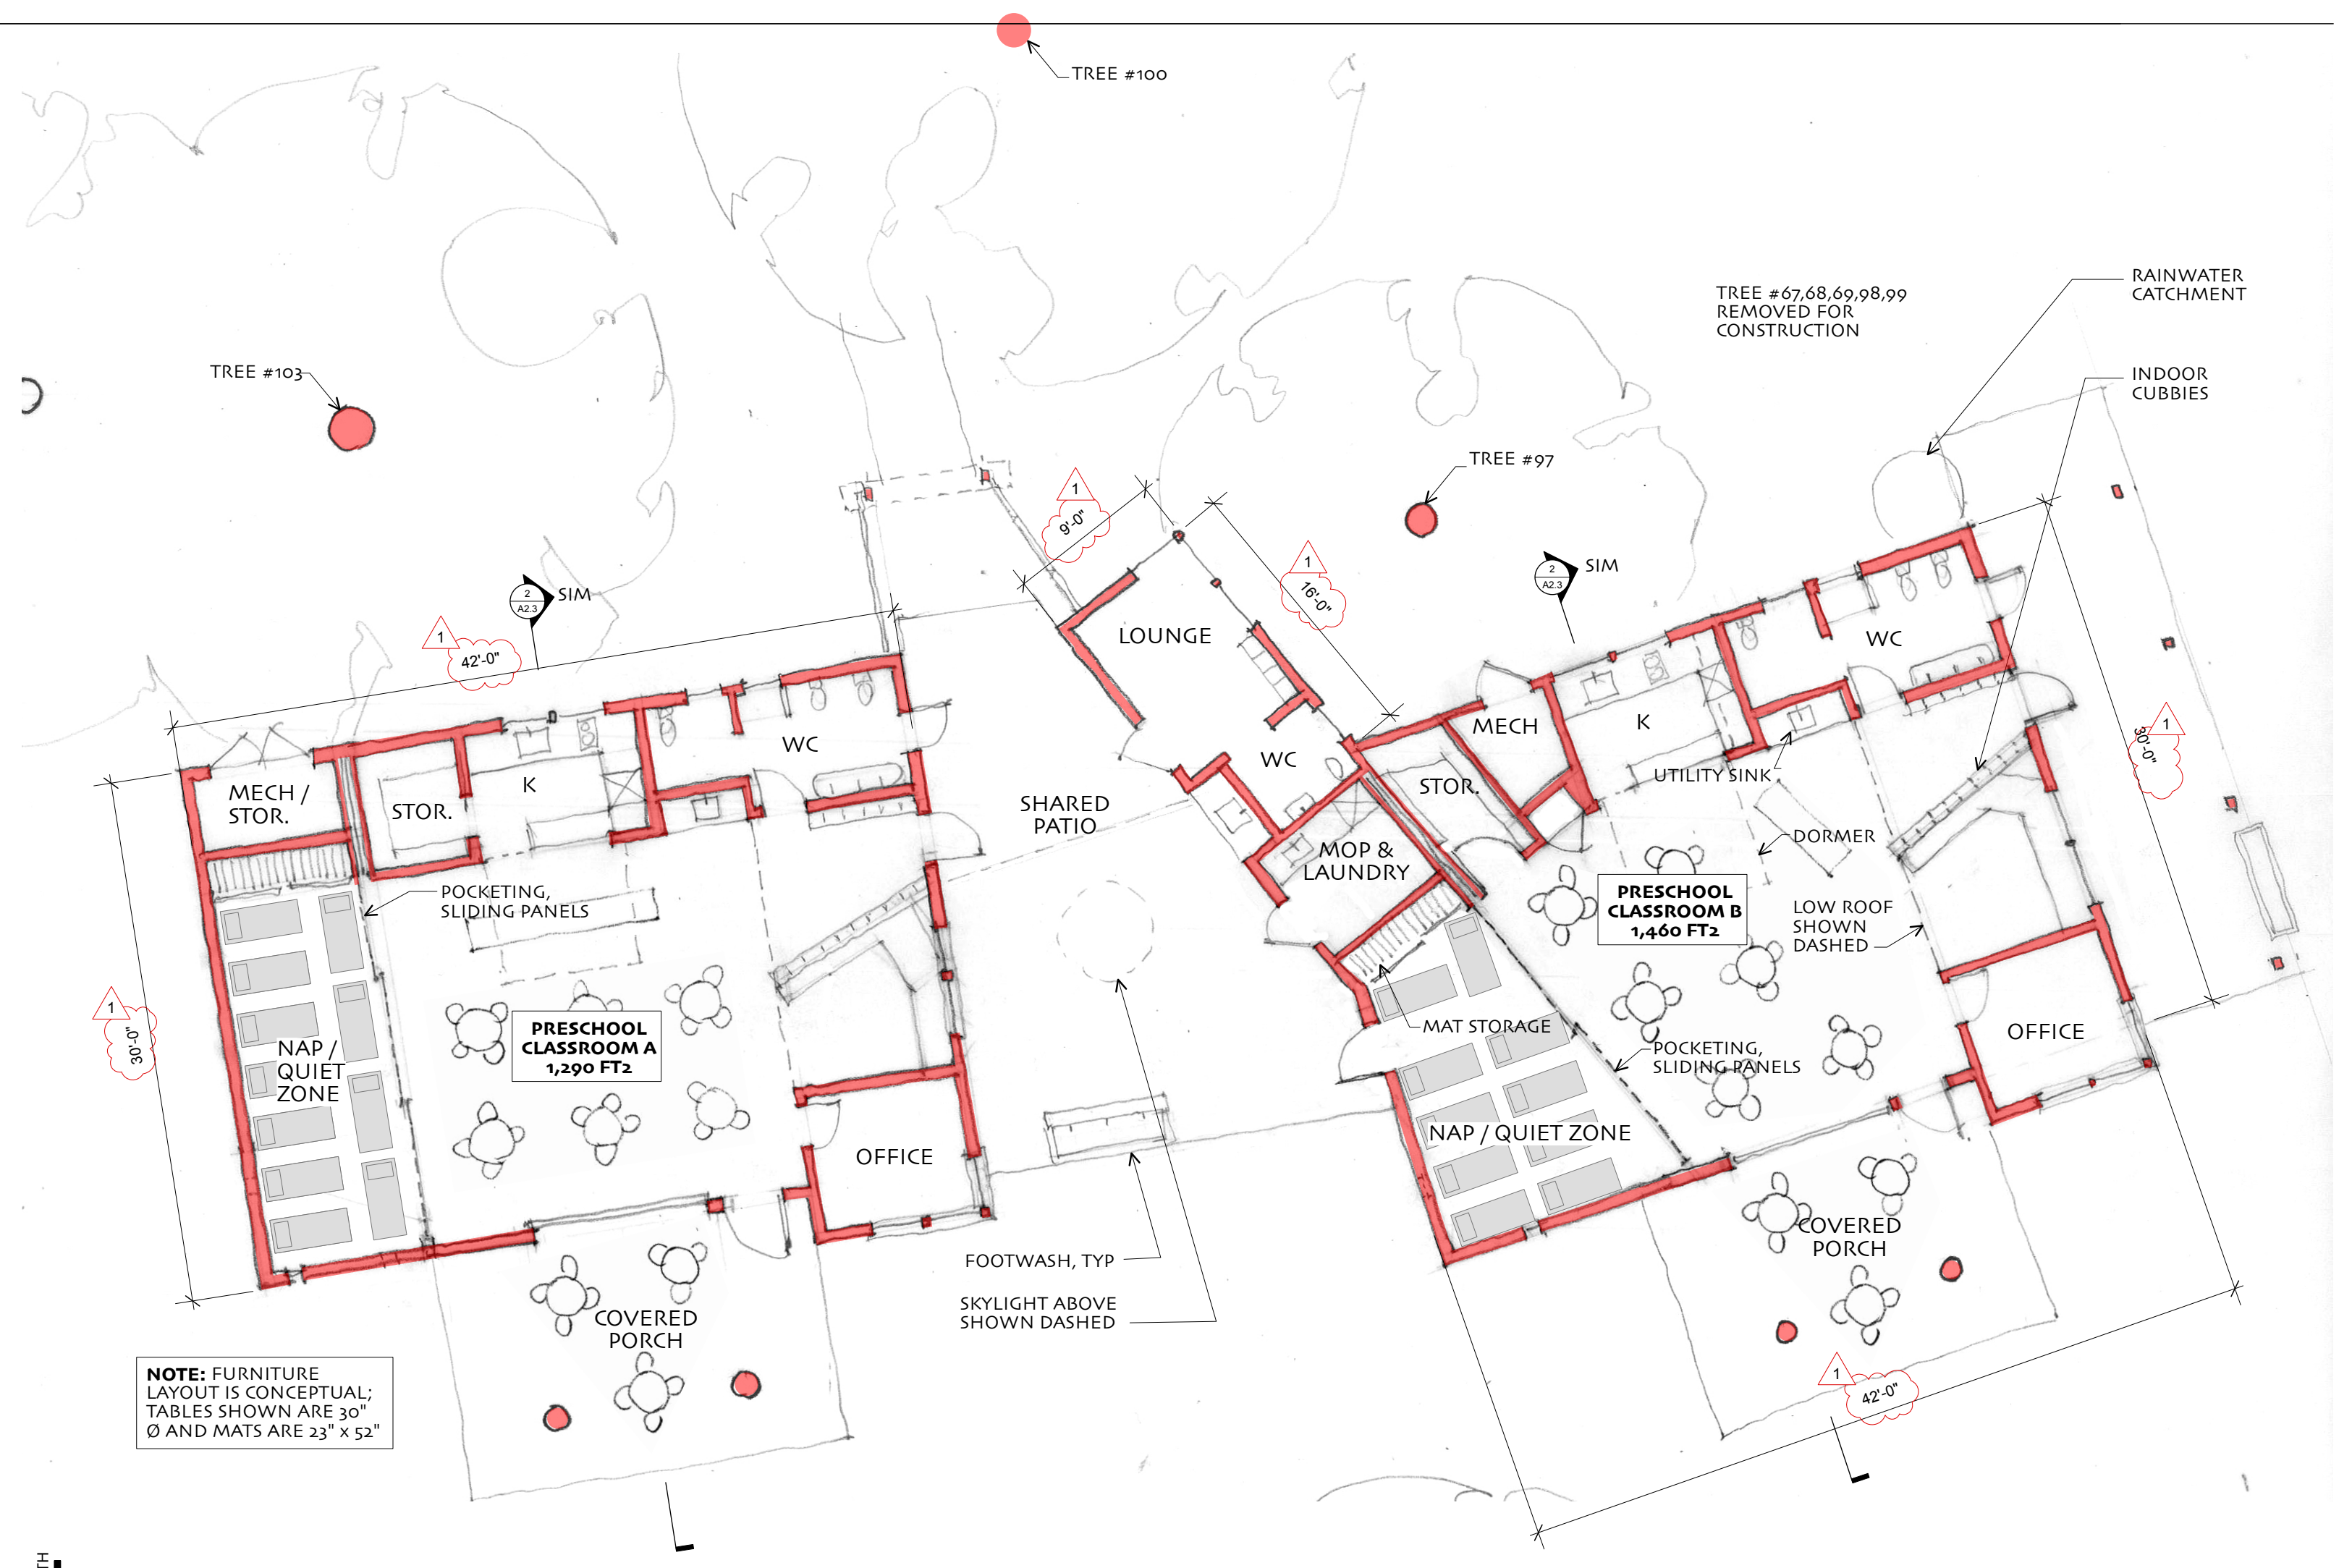 TREE #100
RAINWATER
CATCHMENT
TREE #67,68,69,98,99
REMOVED FOR
CONSTRUCTION
TREE #103
INDOOR
CUBBIES
TREE #97
1
9'-0"
1
16'-0"
2
A2.3
SIM
2
A2.3
SIM
1
42'-0"
LOUNGE
WC
MECH
K
WC
WC
1
30'-0"
MECH /
STOR.
STOR.
K
UTILITY SINK
STOR.
SHARED
PATIO
DORMER
MOP &
LAUNDRY
POCKETING,
SLIDING PANELS
PRESCHOOL
CLASSROOM B
1,460 FT2
LOW ROOF
SHOWN
DASHED
1
30'-0"
PRESCHOOL
CLASSROOM A
1,290 FT2
MAT STORAGE
OFFICE
NAP /
QUIET
ZONE
POCKETING,
SLIDING PANELS
NAP / QUIET ZONE
OFFICE
COVERED
PORCH
FOOTWASH, TYP
SKYLIGHT ABOVE
SHOWN DASHED
COVERED
PORCH
1
42'-0"
NOTE: FURNITURE
LAYOUT IS CONCEPTUAL;
TABLES SHOWN ARE 30"
Ø AND MATS ARE 23" x 52"
TH